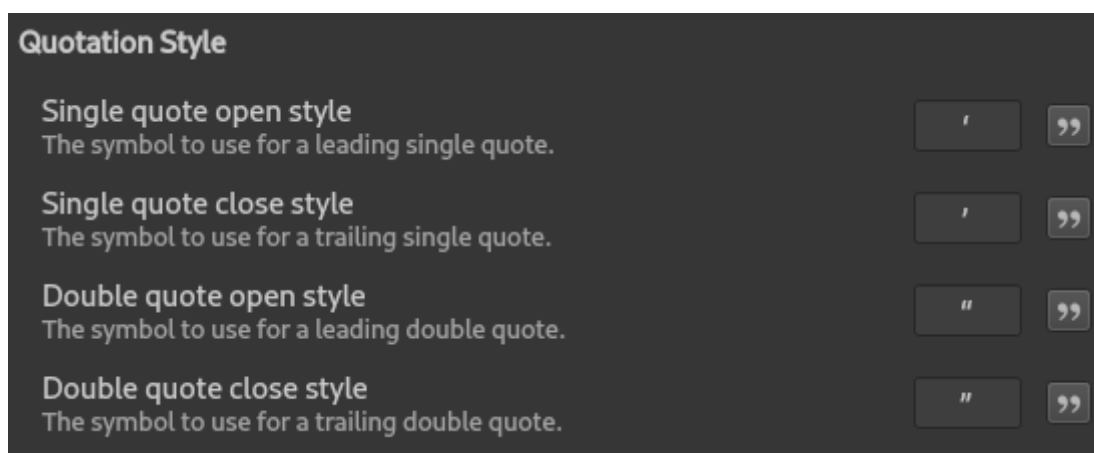 Quotation Style
Single quote open style
‘
The symbol to use for a leading single quote.
Single quote close style
’
The symbol to use for a trailing single quote.
Double quote open style
“
The symbol to use for a leading double quote.
Double quote close style
”
The symbol to use for a trailing double quote.